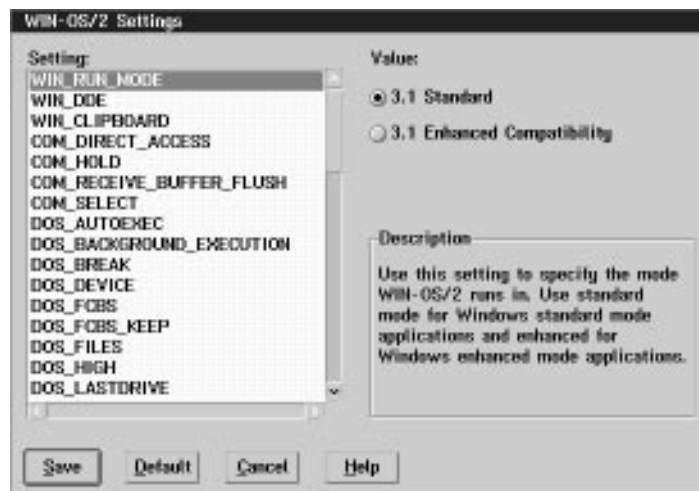 WIN-OS/2 Settings
Setting:
WIN_RUN_MODE
WIN_DDE
WIN_CLIPBOARD
COM_DIRECT_ACCESS
COM_HOLD
COM_RECEIVE_BUFFER_FLUSH
COM_SELECT
DOS_AUTOEXEC
DOS_BACKGROUND_EXECUTION
DOS_BREAK
DOS_DEVICE
DOS_FCBS
DOS_FCBS_KEEP
DOS_FILES
DOS_HIGH
DOS_LASTDRIVE
Value:
3.1 Standard
3.1 Enhanced Compatibility
Description
Use this setting to specify the mode
WIN-OS/2 runs in. Use standard
mode for Windows standard mode
applications and enhanced for
Windows enhanced mode applications.
Save
Default
Cancel
Help